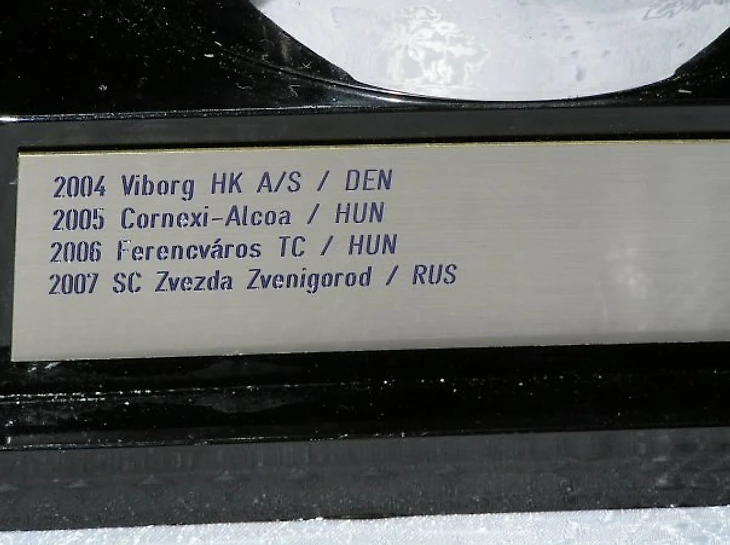 2004 Viborg HK A/S / DEN
2005 Cornexi-Alcoa / HUN
2006 Ferencváros TC / HUN
2007 SC Zvezda Zvenigorod / RUS